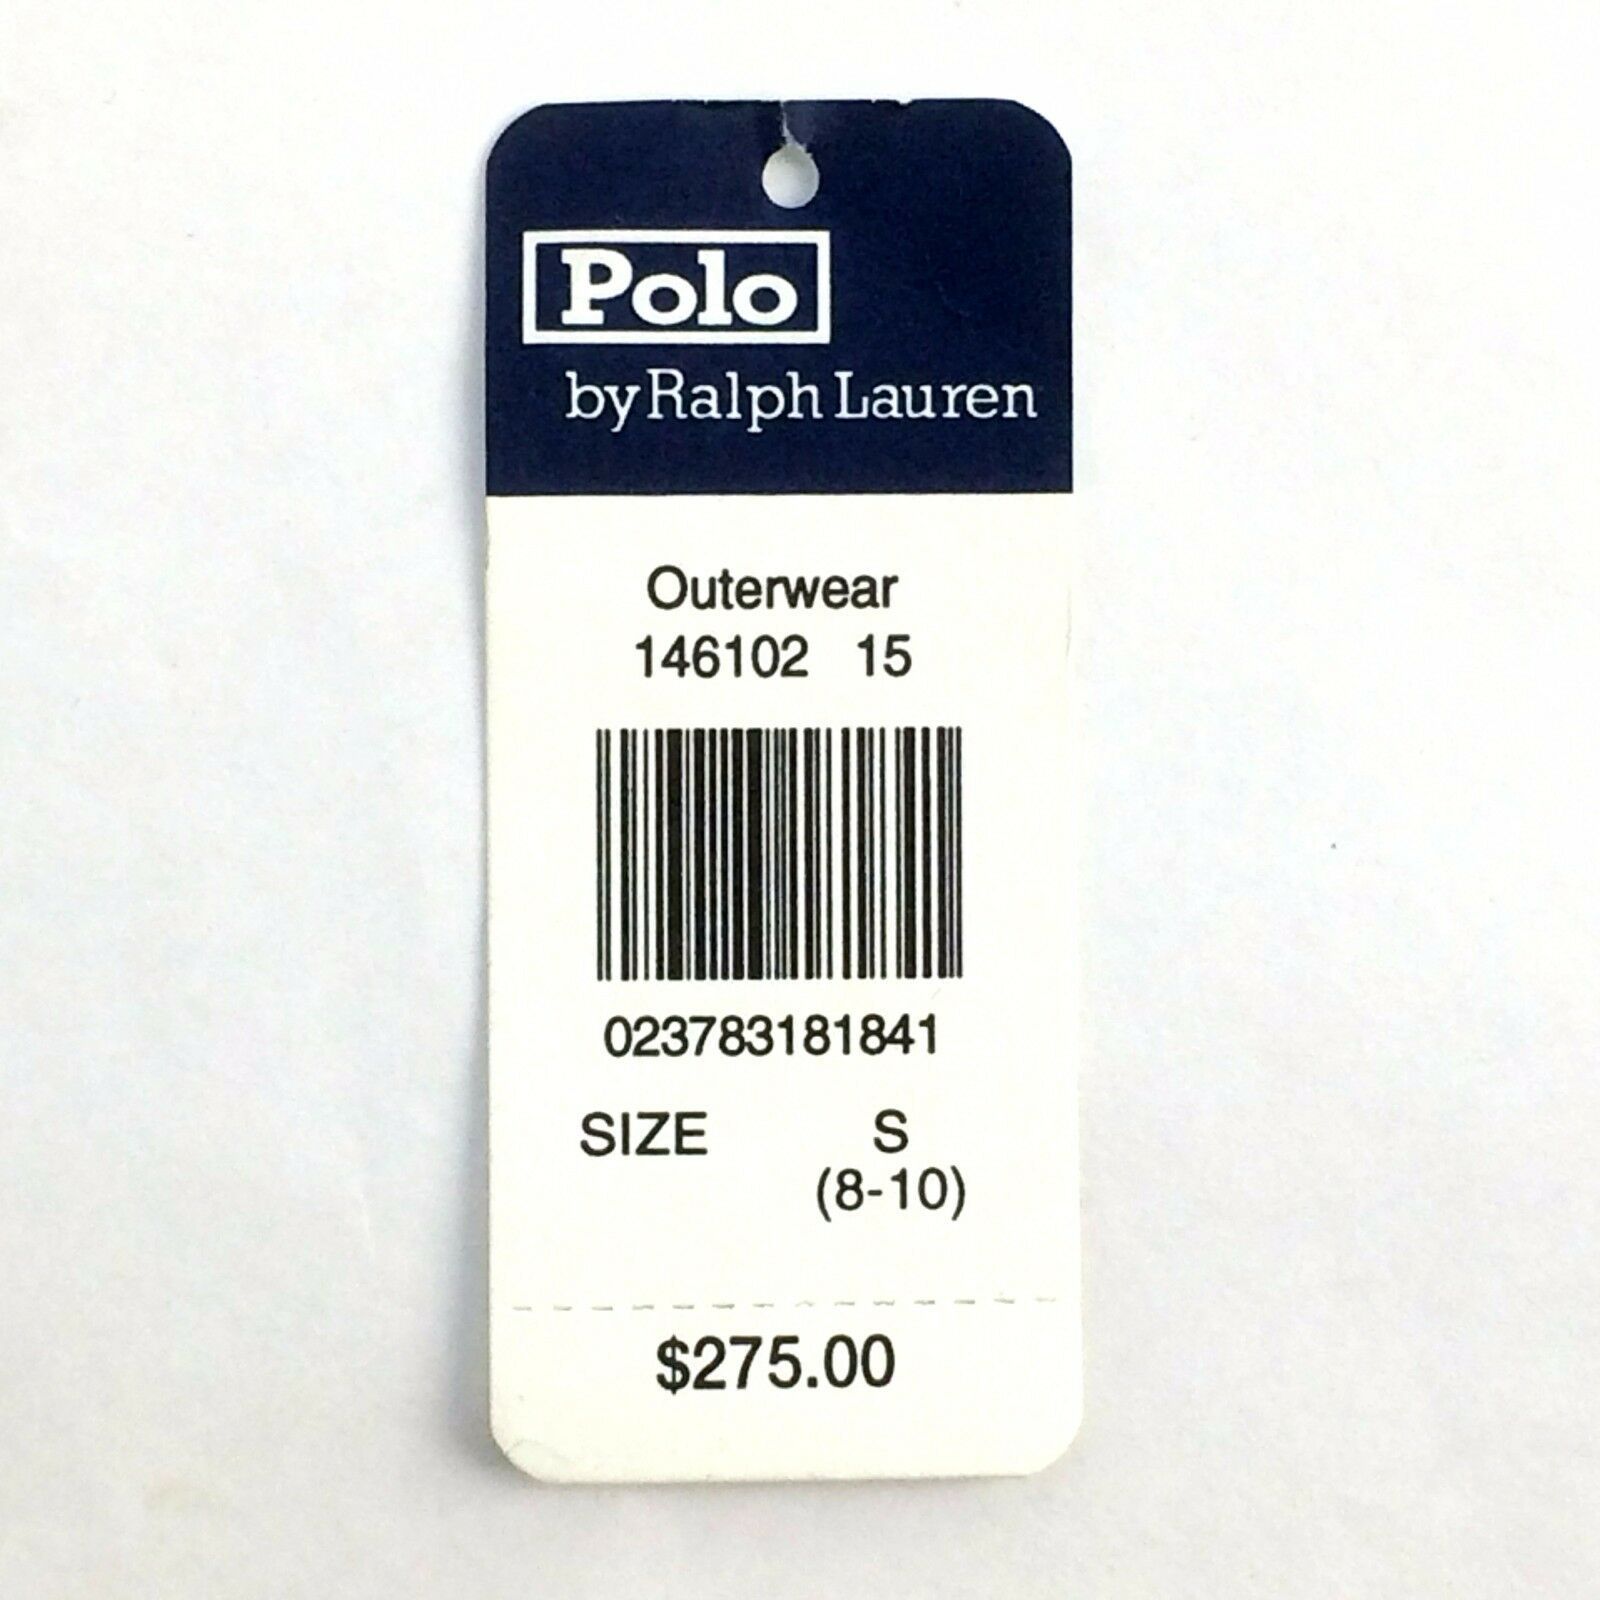 Polo
by Ralph Lauren
Outerwear
146102 15
023783181841
SIZE S
(8-10)
$275.00